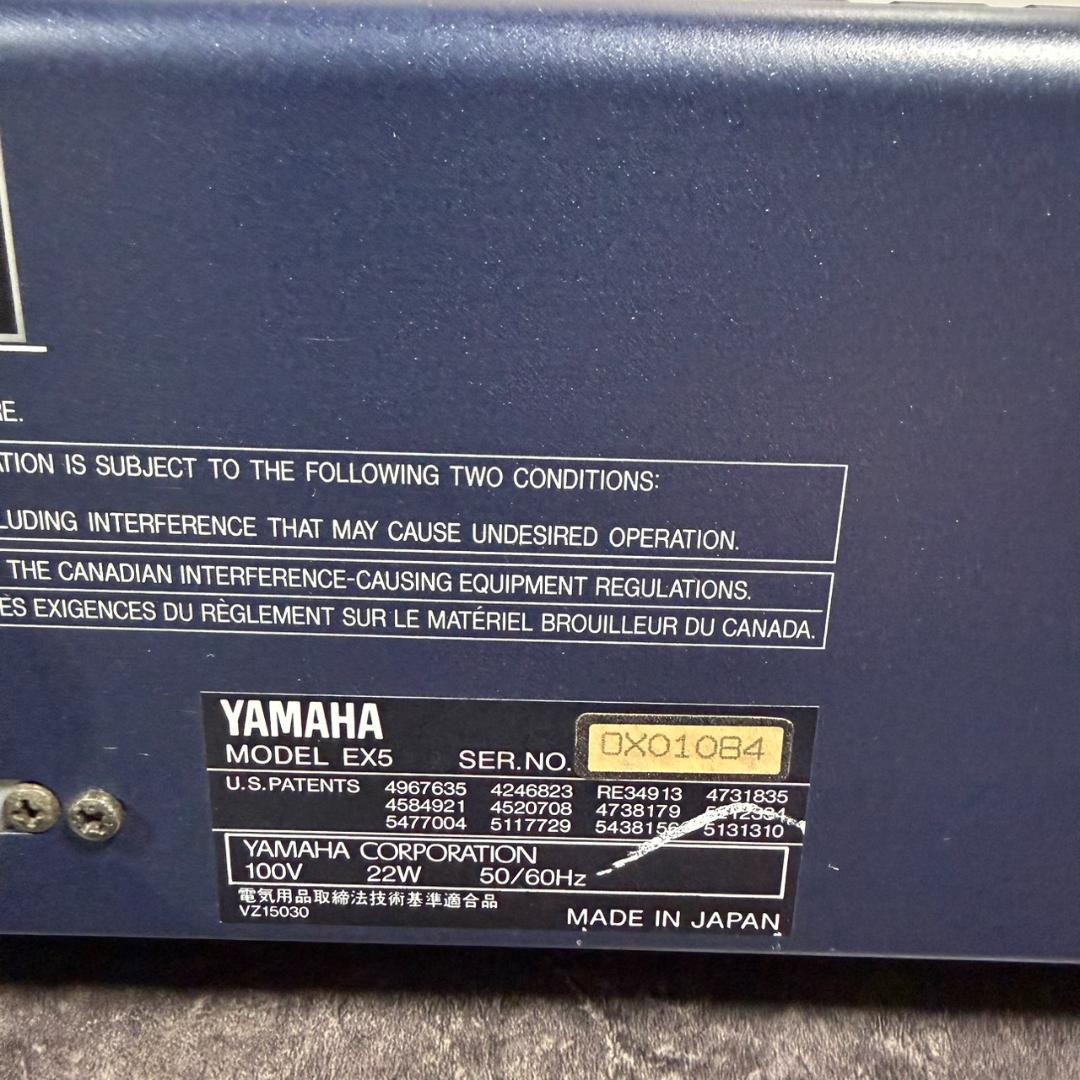 RE.
ATION IS SUBJECT TO THE FOLLOWING TWO CONDITIONS:
LUDING INTERFERENCE THAT MAY CAUSE UNDESIRED OPERATION.
THE CANADIAN INTERFERENCE-CAUSING EQUIPMENT REGULATIONS.
ES EXIGENCES DU RÈGLEMENT SUR LE MATÉRIEL BROUILLEUR DU CANADA.
YAMAHA
MODEL EX5 SER.NO. OX01084
U.S.PATENTS 4967635 4246823 RE34913 4731835
4584921 4520708 4738179
5477004 5117729 5438156 5131310
YAMAHA CORPORATION
100V 22W 50/60Hz
電気用品取締法技術基準適合品
VZ15030 MADE IN JAPAN